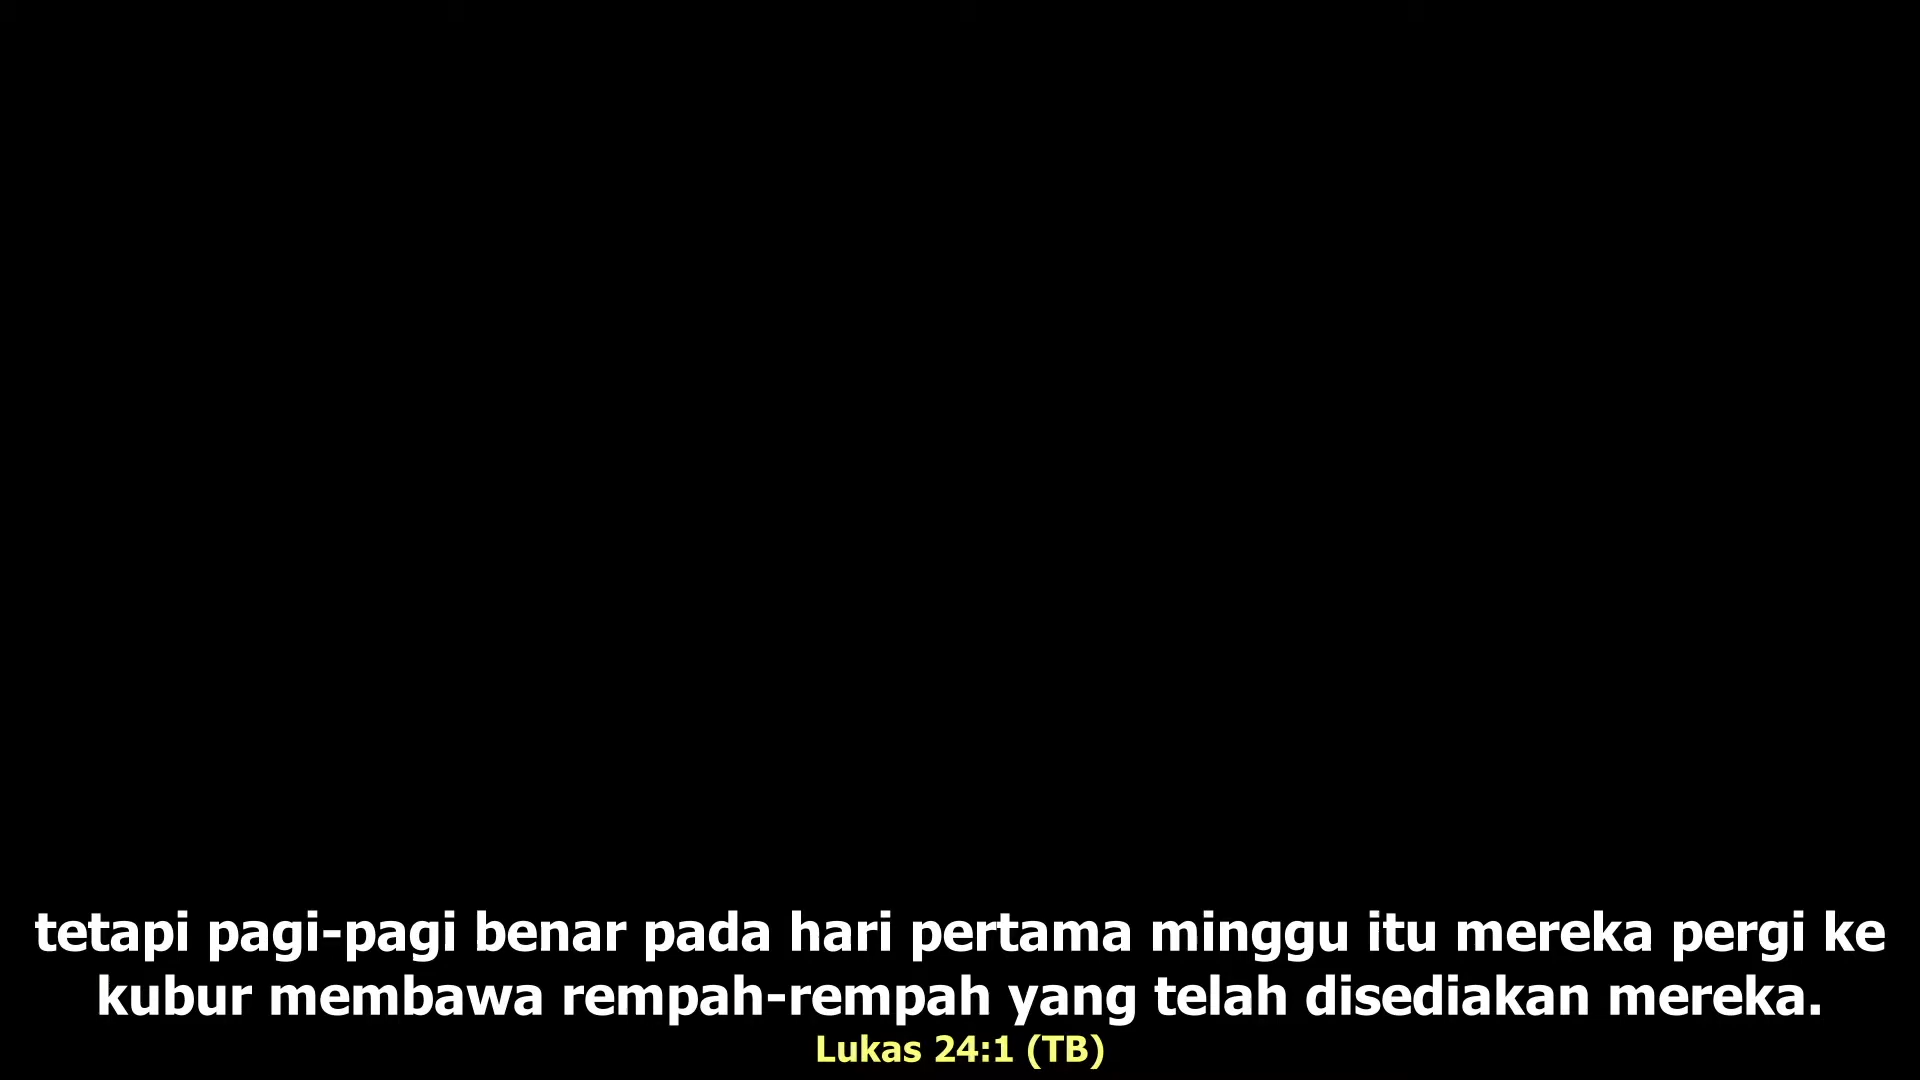 tetapi pagi-pagi benar pada hari pertama minggu itu mereka pergi ke
kubur membawa rempah-rempah yang telah disediakan mereka.
Lukas 24:1 (TB)